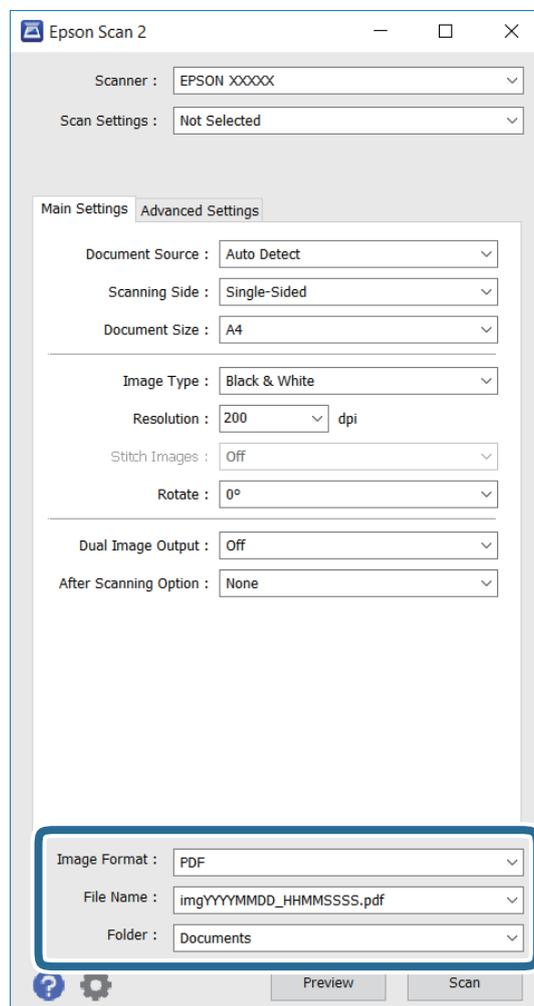 Epson Scan 2
Scanner : EPSON XXXXX
Scan Settings : Not Selected
Main Settings Advanced Settings
Document Source : Auto Detect
Scanning Side : Single-Sided
Document Size : A4
Image Type : Black & White
Resolution : 200 dpi
Stitch Images : Off
Rotate : 0°
Dual Image Output : Off
After Scanning Option : None
Image Format : PDF
File Name : imgYYYYMMDD_HHMMSSSS.pdf
Folder : Documents
? Preview Scan